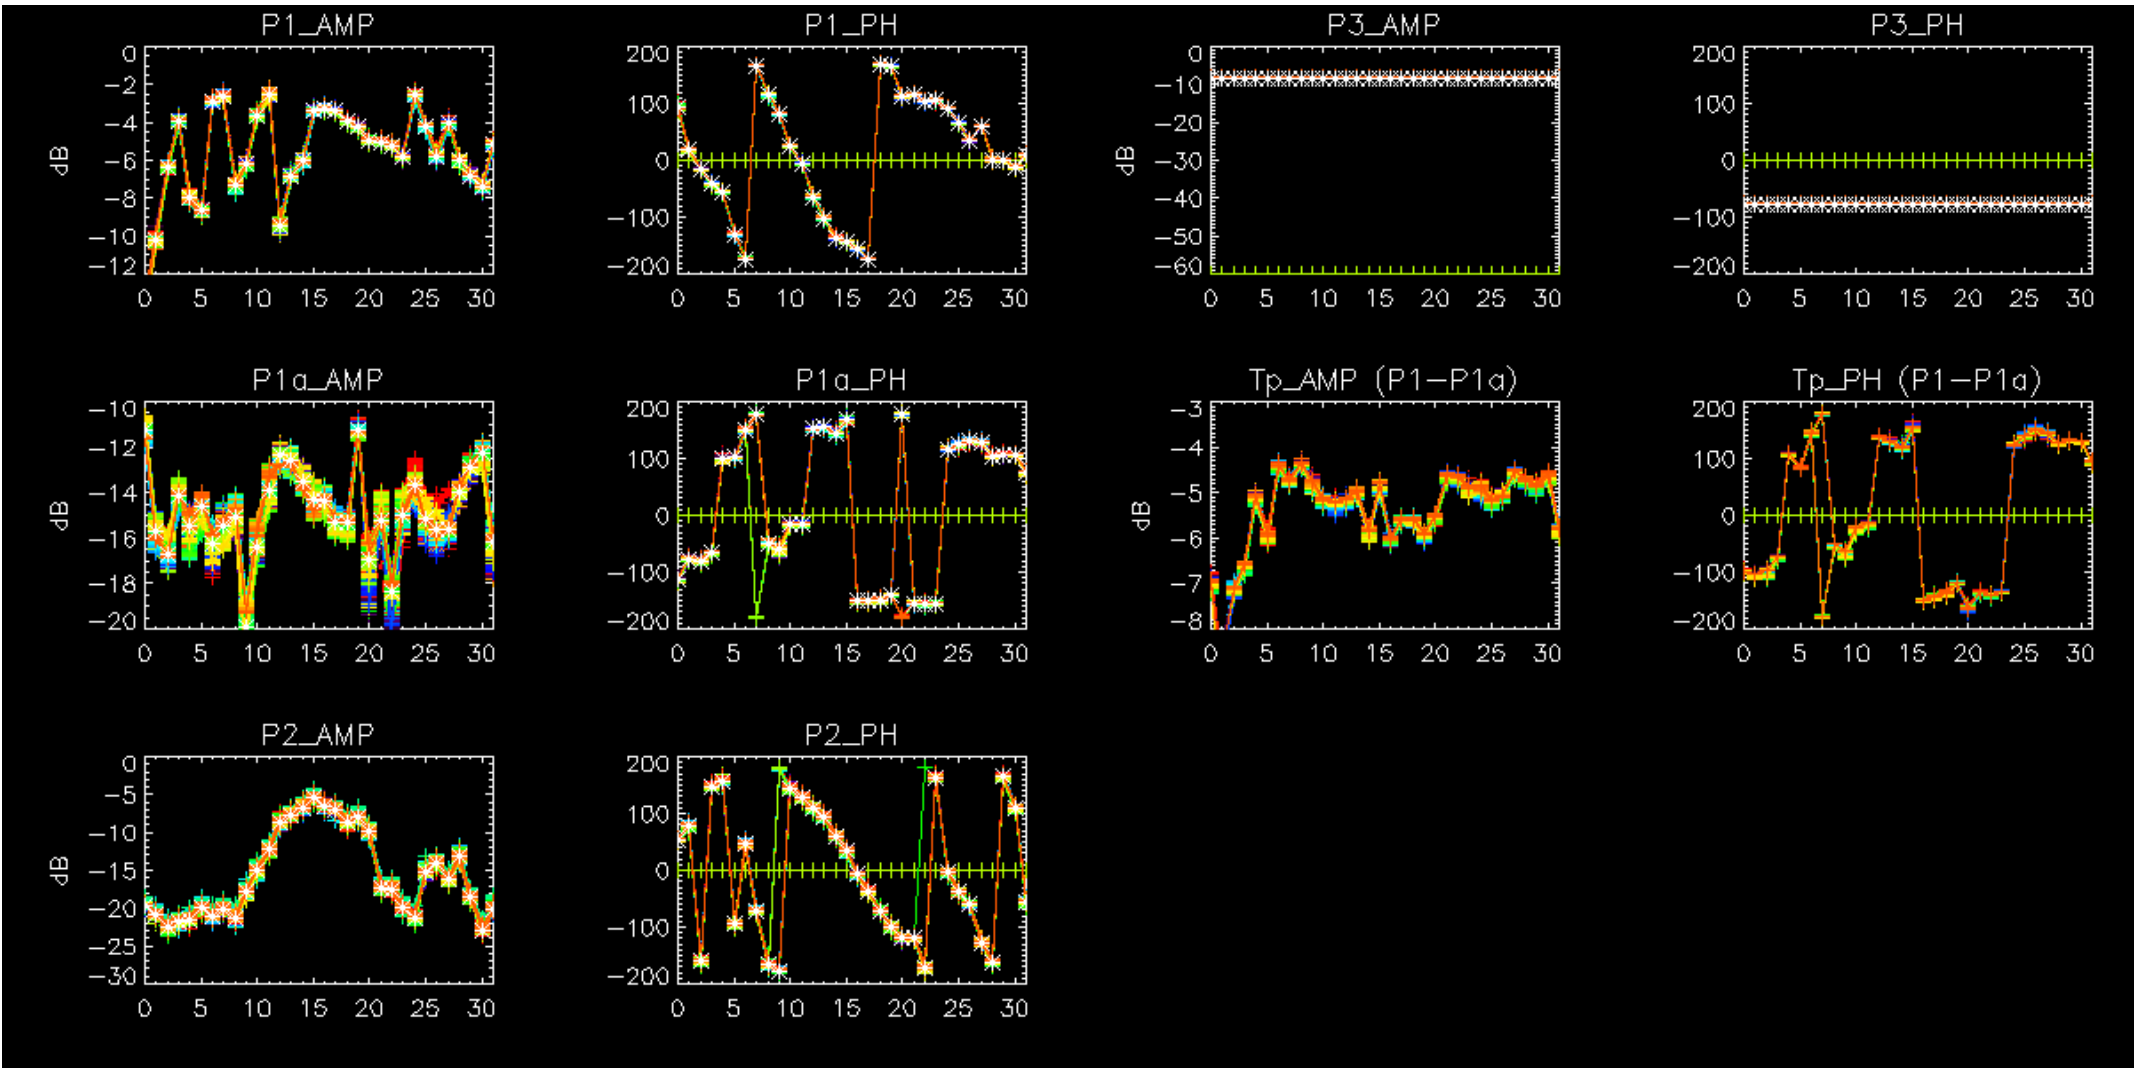 P1_AMP
P1_PH
P3_AMP
P3_PH
0
−2
−4
−6
−8
−10
−12
dB
0 5 10 15 20 25 30
200
100
0
−100
−200
0 5 10 15 20 25 30
0
−10
−20
−30
−40
−50
−60
dB
0 5 10 15 20 25 30
200
100
0
−100
−200
0 5 10 15 20 25 30
P1a_AMP
P1a_PH
Tp_AMP (P1−P1a)
Tp_PH (P1−P1a)
−10
−12
−14
−16
−18
−20
dB
0 5 10 15 20 25 30
200
100
0
−100
−200
0 5 10 15 20 25 30
−3
−4
−5
−6
−7
−8
dB
0 5 10 15 20 25 30
200
100
0
−100
−200
0 5 10 15 20 25 30
P2_AMP
P2_PH
0
−5
−10
−15
−20
−25
−30
dB
0 5 10 15 20 25 30
200
100
0
−100
−200
0 5 10 15 20 25 30